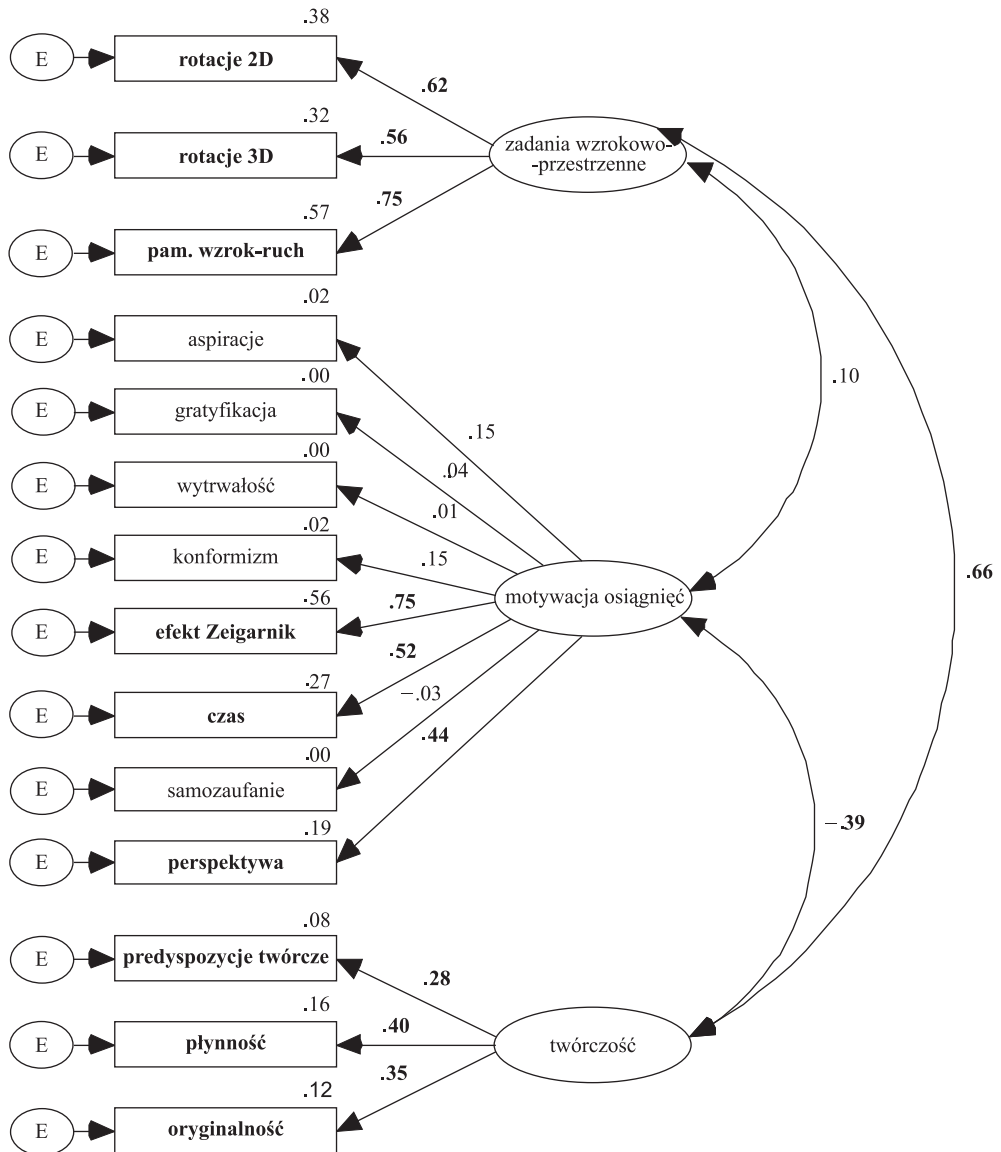 .38
E
rotacje 2D
.62
.32
E
rotacje 3D
.56
zadania wzrokowo-
-przestrzenne
.75
.57
E
pam. wzrok-ruch
.02
E
aspiracje
.10
.00
E
gratyfikacja
.15
.04
.00
E
wytrwałość
.01
.02
E
konformizm
.15
.66
motywacja osiągnięć
.56
.75
E
efekt Zeigarnik
.52
.27
−.03
E
czas
.44
.00
E
samozaufanie
−.39
.19
E
perspektywa
.08
E
predyspozycje twórcze
.28
.16
E
płynność
.40
twórczość
.35
.12
E
oryginalność